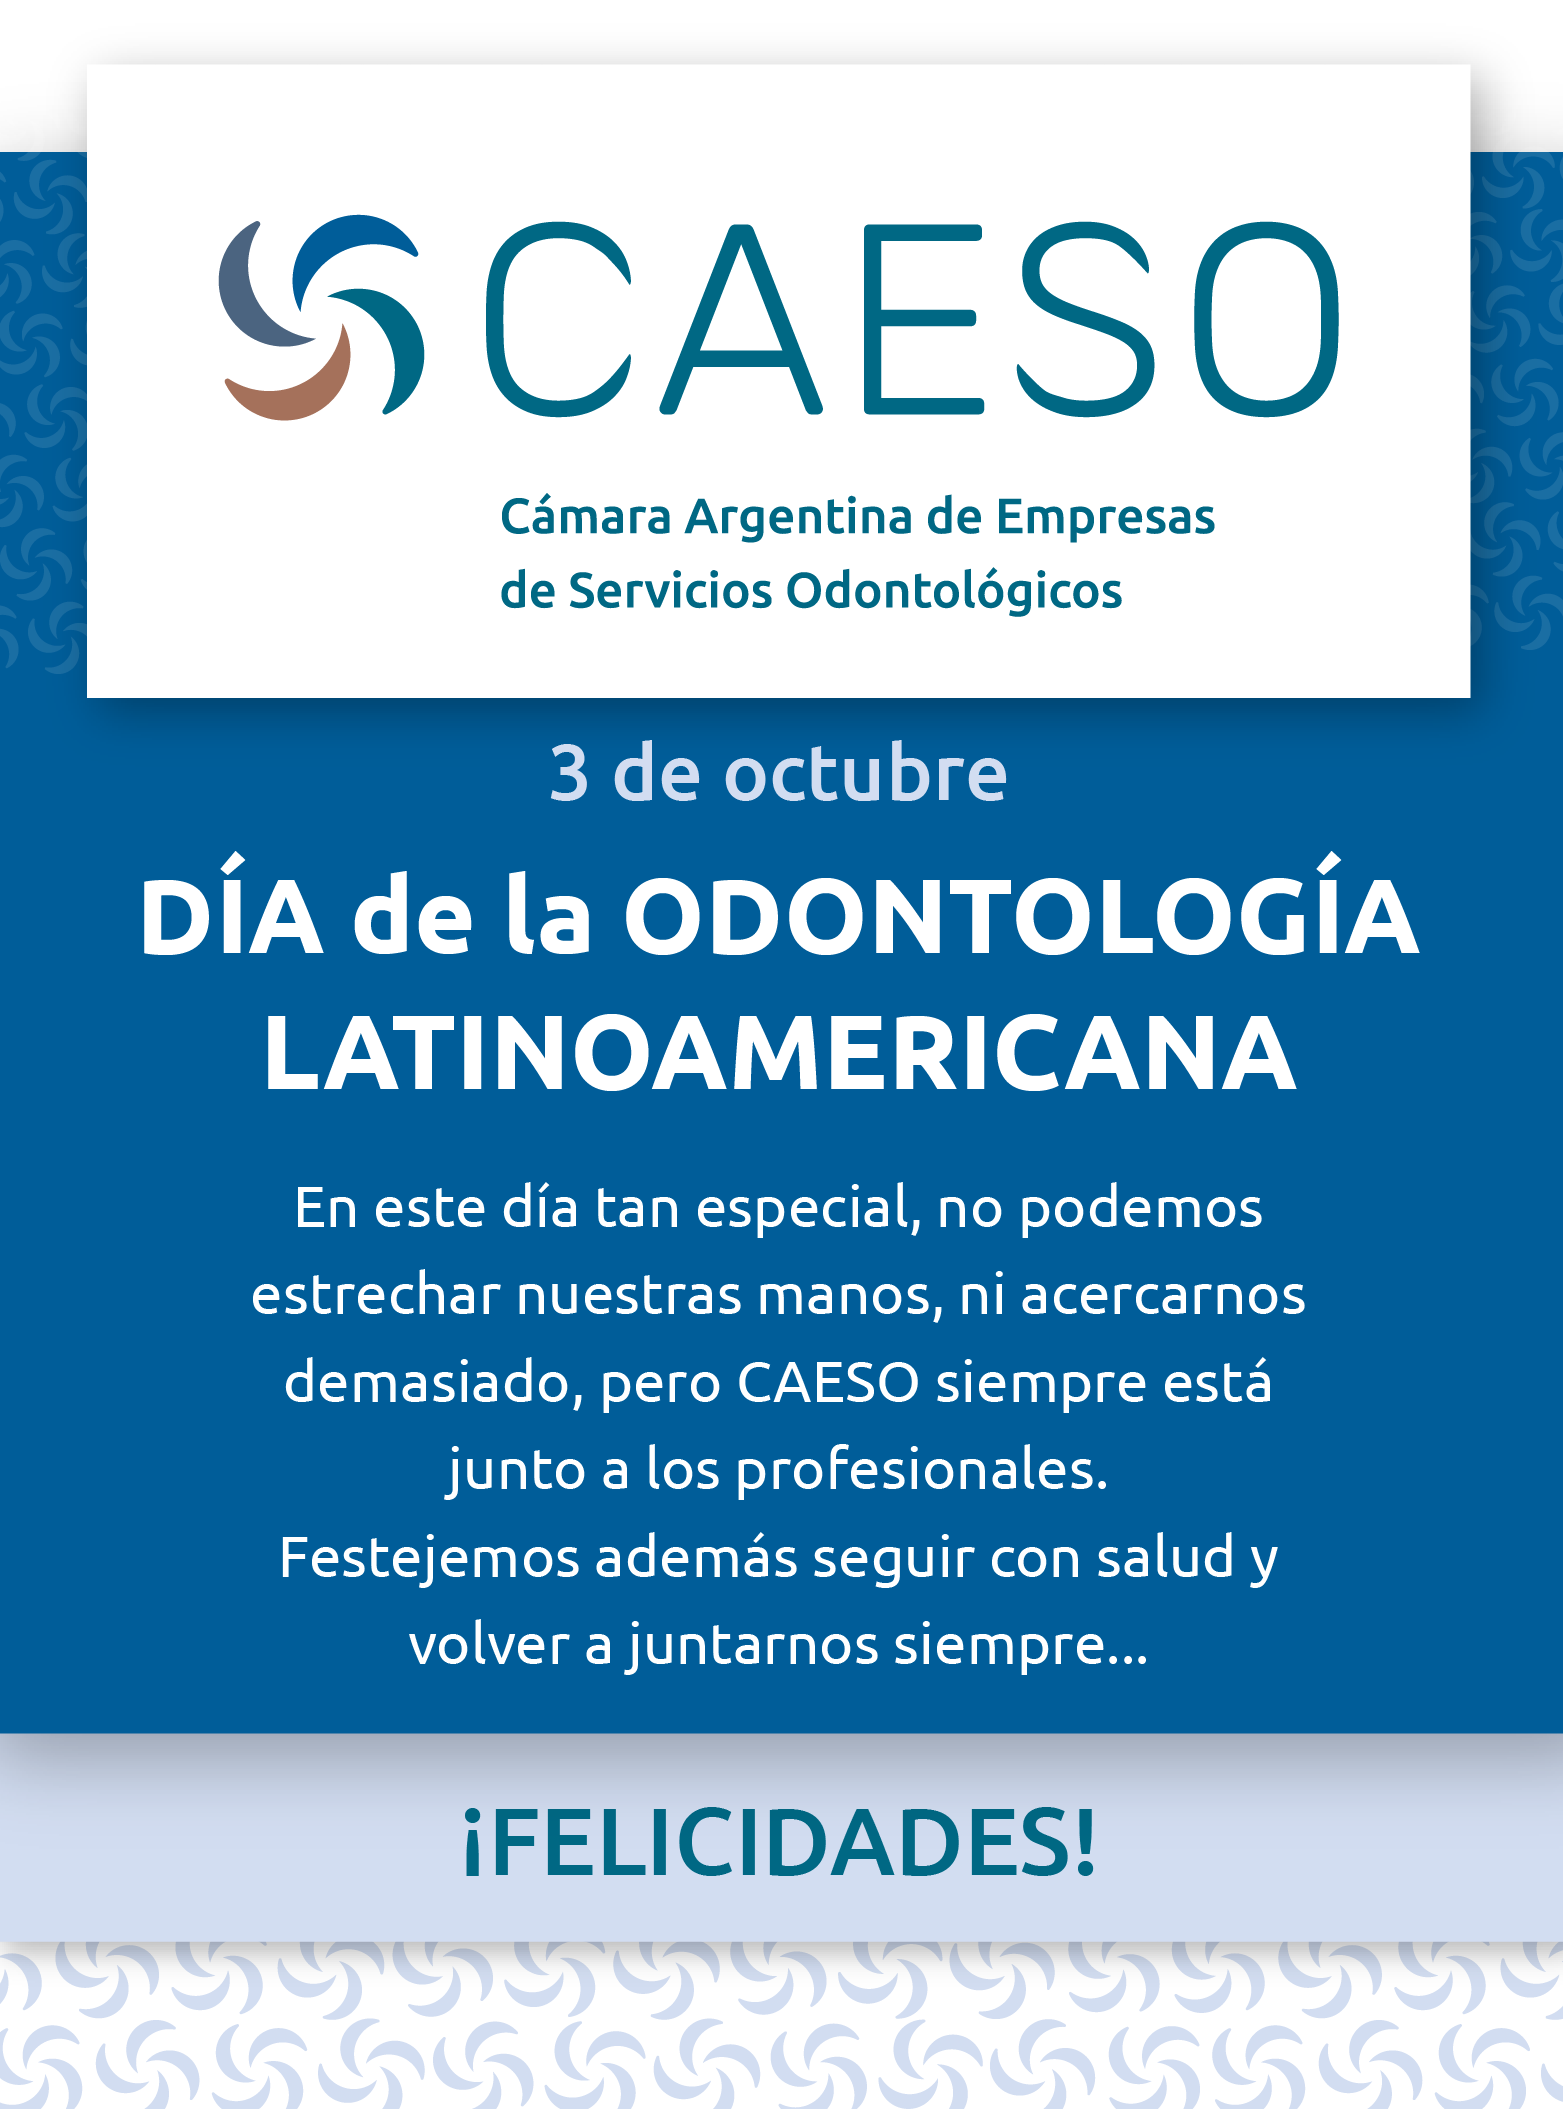 CAESO
Cámara Argentina de Empresas
de Servicios Odontológicos
3 de octubre
DÍA de la ODONTOLOGÍA
LATINOAMERICANA
En este día tan especial, no podemos
estrechar nuestras manos, ni acercarnos
demasiado, pero CAESO siempre está
junto a los profesionales.
Festejemos además seguir con salud y
volver a juntarnos siempre...
¡FELICIDADES!